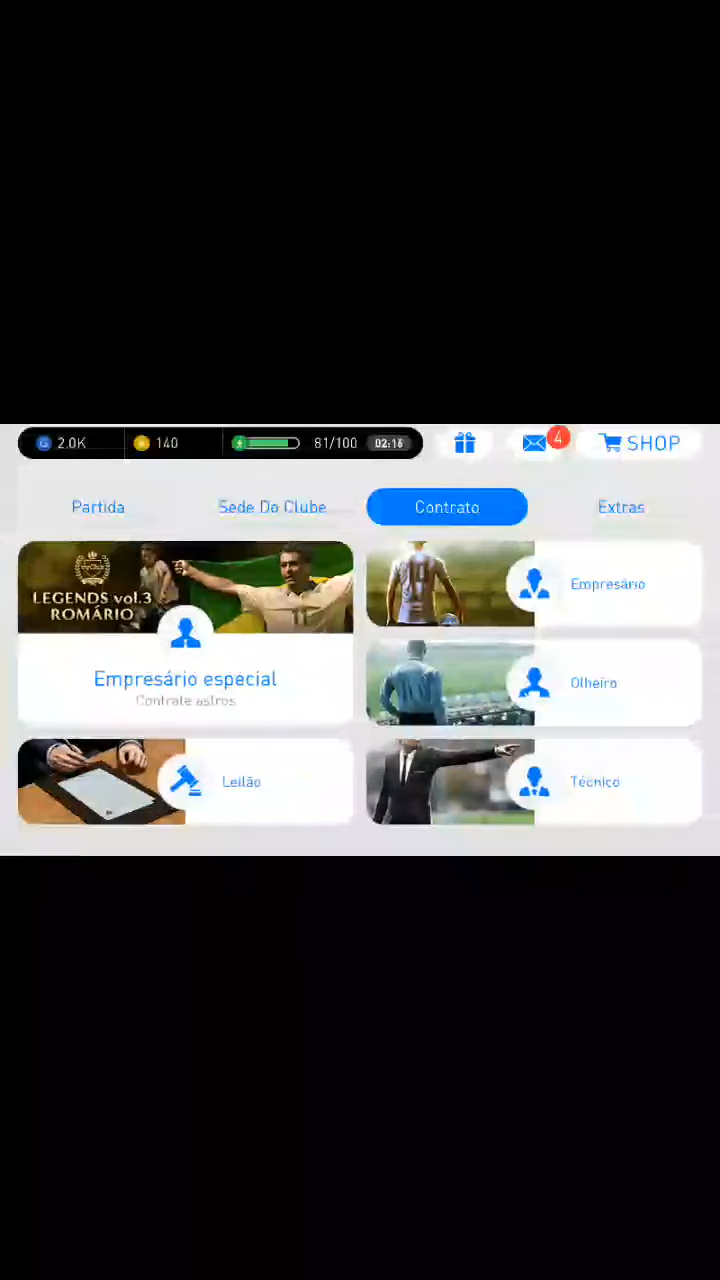 2.0K 140 81/100 02:16 4 SHOP
Partida Sede Do Clube Contrato Extras
LEGENDS vol.3
ROMÁRIO
Empresário especial
Contrate astros
Leilão
Empresário
Olheiro
Técnico